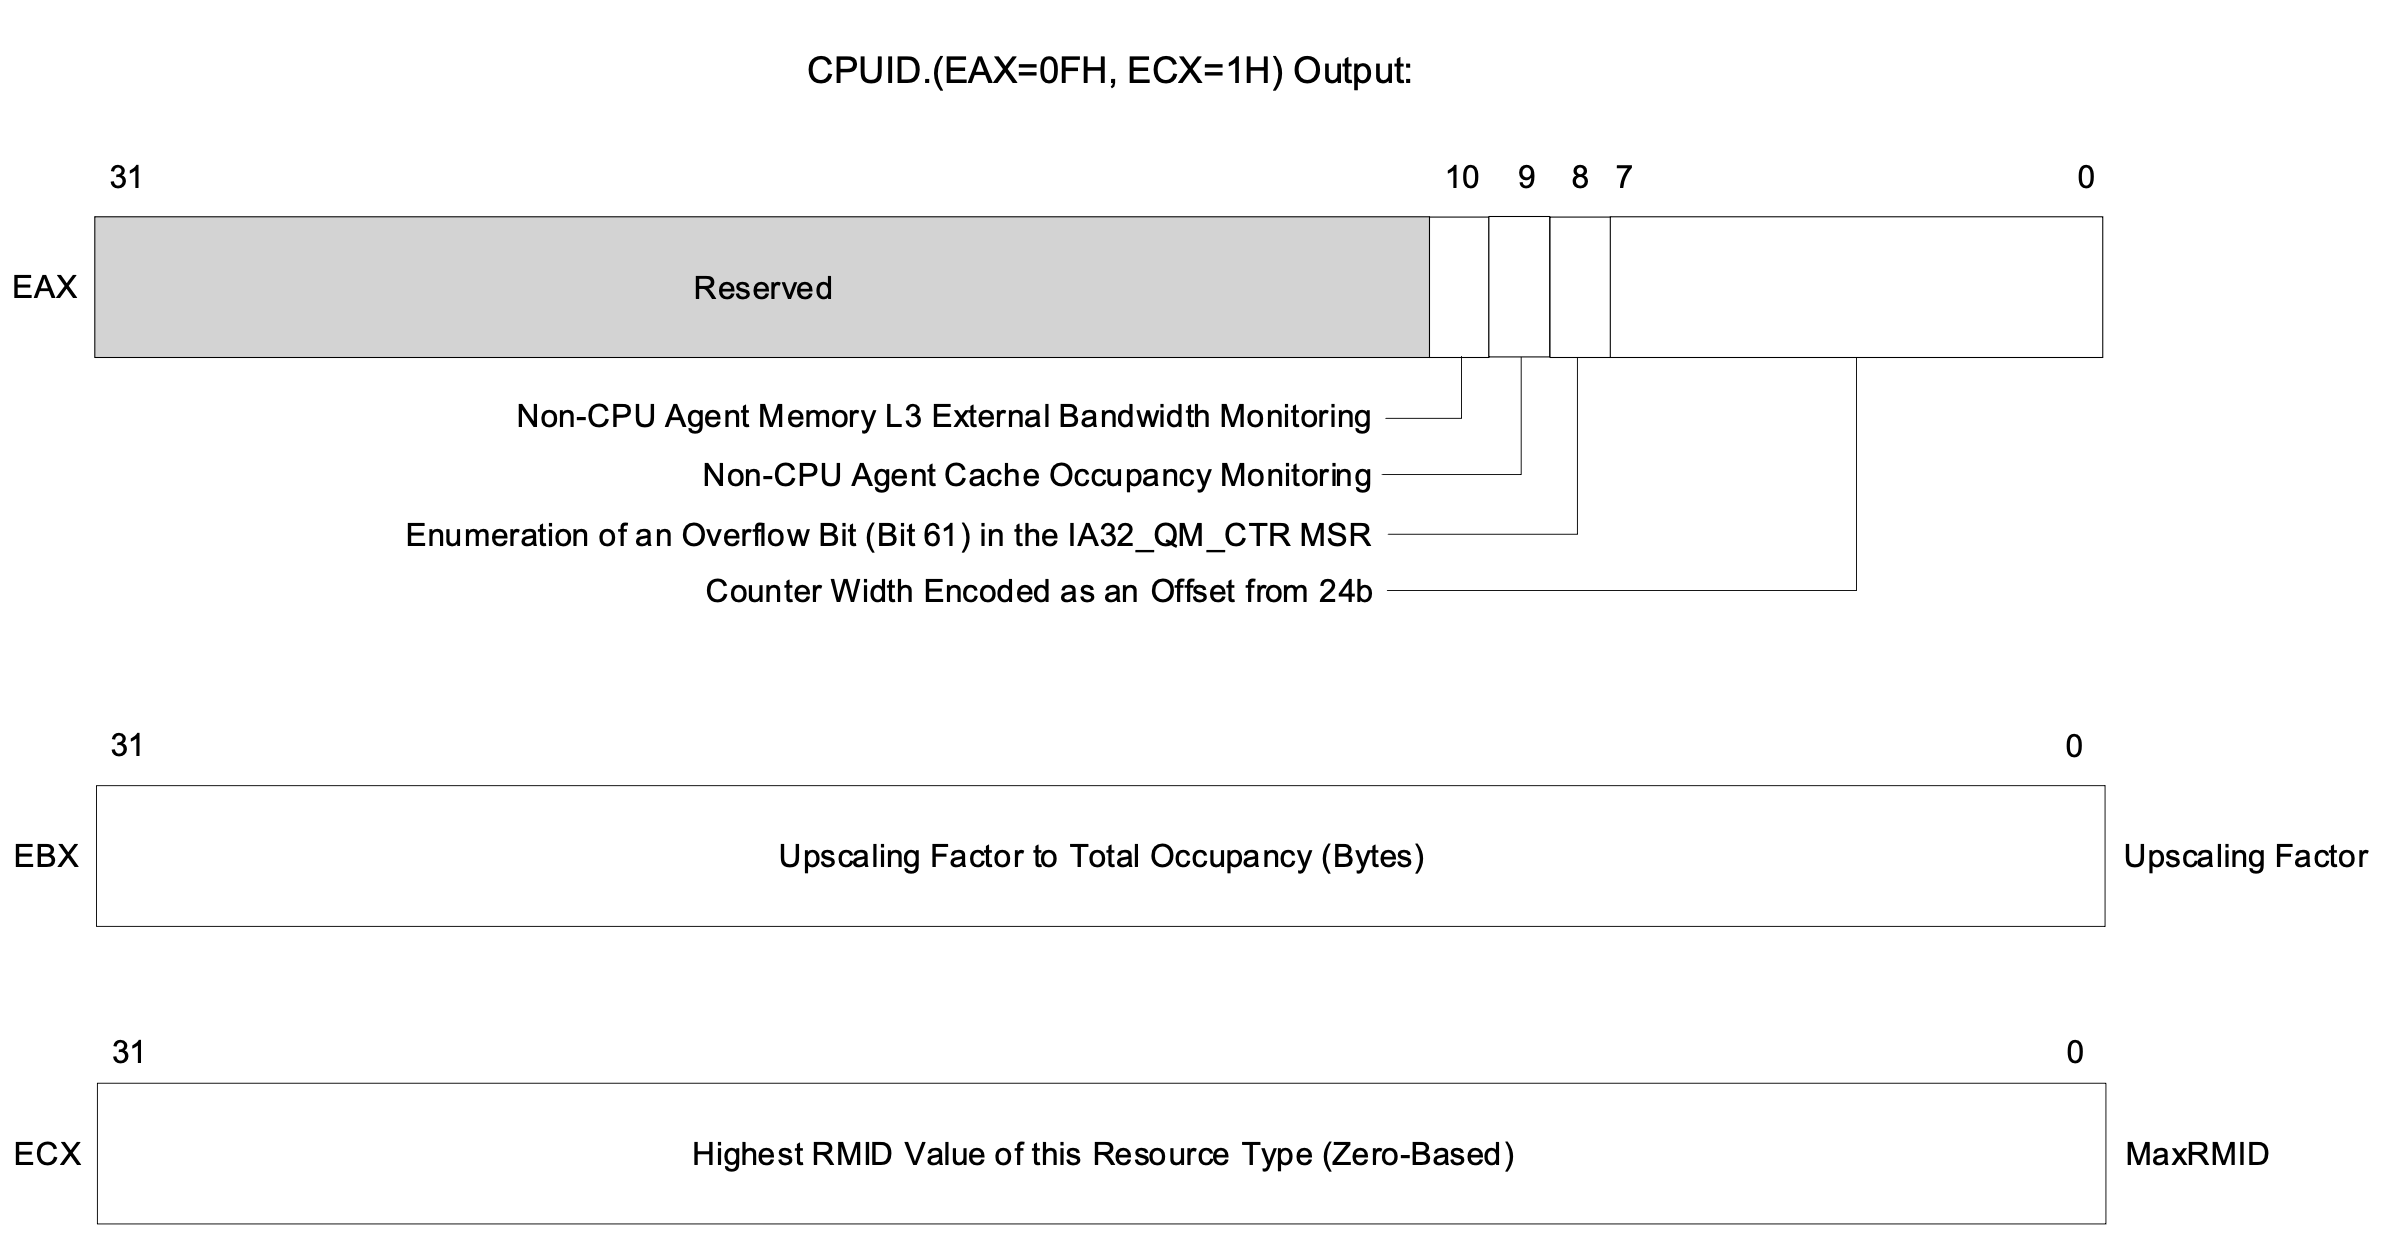 CPUID.(EAX=0FH, ECX=1H) Output:
31 10 9 8 7 0
EAX Reserved
Non-CPU Agent Memory L3 External Bandwidth Monitoring
Non-CPU Agent Cache Occupancy Monitoring
Enumeration of an Overflow Bit (Bit 61) in the IA32_QM_CTR MSR
Counter Width Encoded as an Offset from 24b
31 0
EBX Upscaling Factor to Total Occupancy (Bytes) Upscaling Factor
31 0
ECX Highest RMID Value of this Resource Type (Zero-Based) MaxRMID